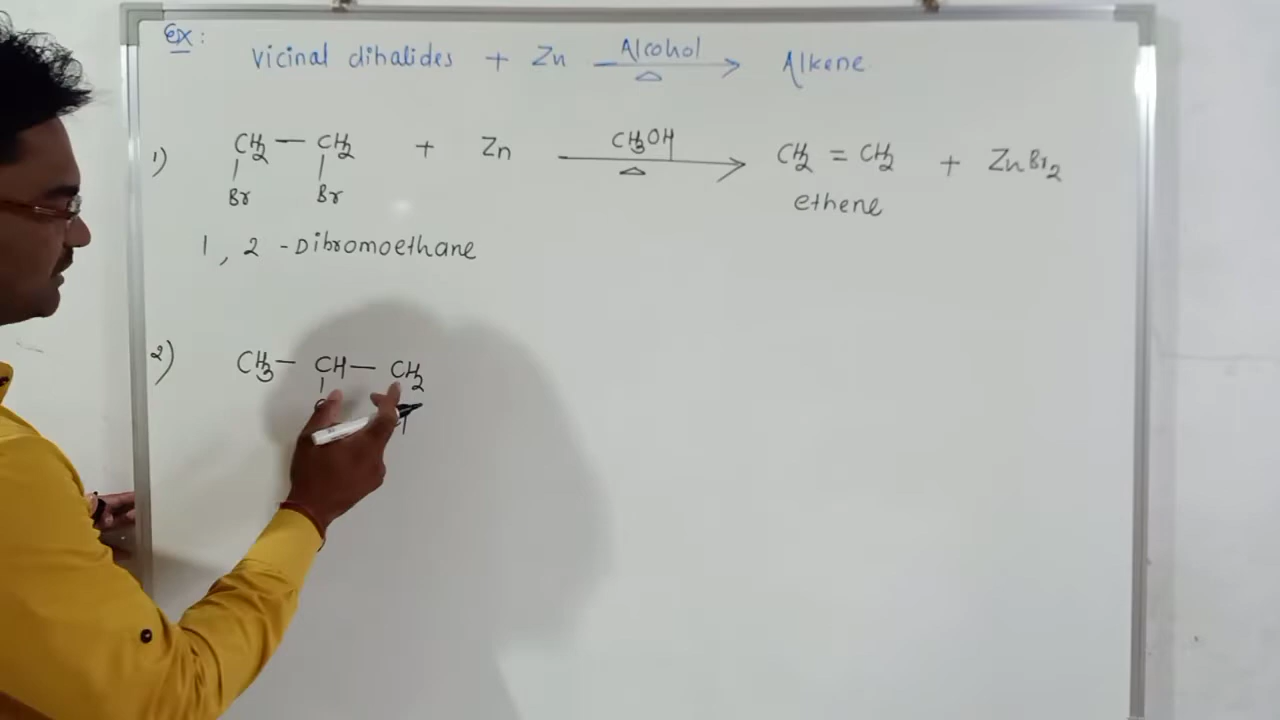 Ex:
Vicinal dihalides + Zn —Alcohol/△→ Alkene
1) CH₂ — CH₂ + Zn —CH₃OH/△→ CH₂ = CH₂ + ZnBr₂
| |
Br Br
ethene
1, 2 - Dibromoethane
2) CH₃ — CH — CH₂
|